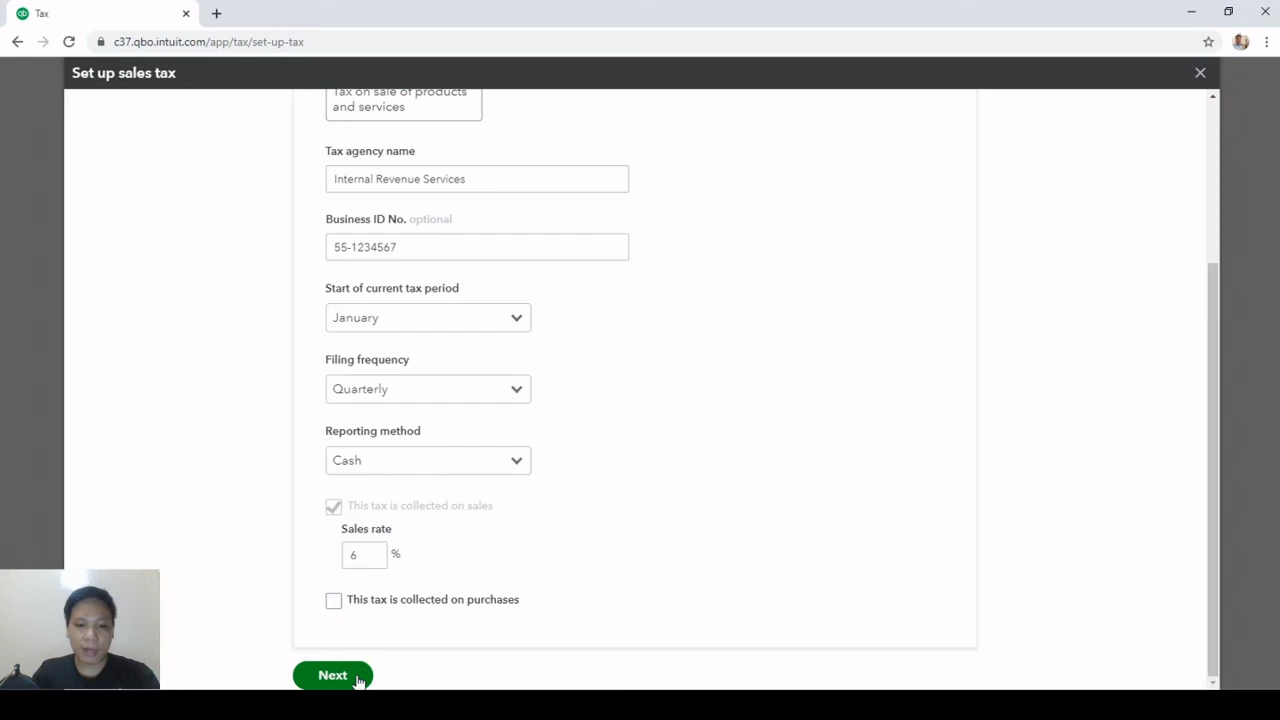 Tax
c37.qbo.intuit.com/app/tax/set-up-tax
Set up sales tax
Tax on sale of products
and services
Tax agency name
Internal Revenue Services
Business ID No. optional
55-1234567
Start of current tax period
January
Filing frequency
Quarterly
Reporting method
Cash
This tax is collected on sales
Sales rate
6 %
This tax is collected on purchases
Next